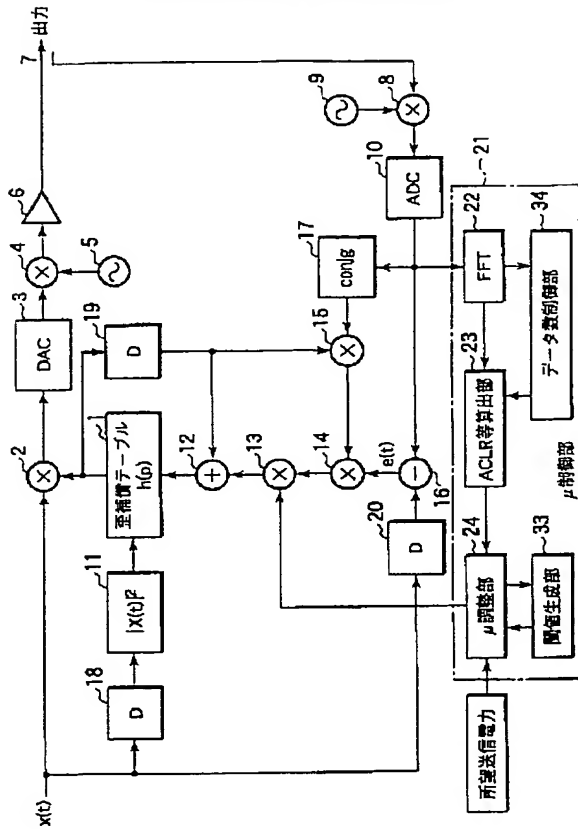 7
出力
6
4
×
5
3
DAC
2
×
9
8
×
10
ADC
17
conjg
15
×
19
D
1
歪補償テーブル
h(p)
12
+
13
×
14
×
e(t)
−
16
20
D
11
|X(t)|²
18
D
x(t)
21
22
FFT
34
データ数制御部
23
ACLR等算出部
μ制御部
24
μ調整部
33
閾値生成部
所望送信電力